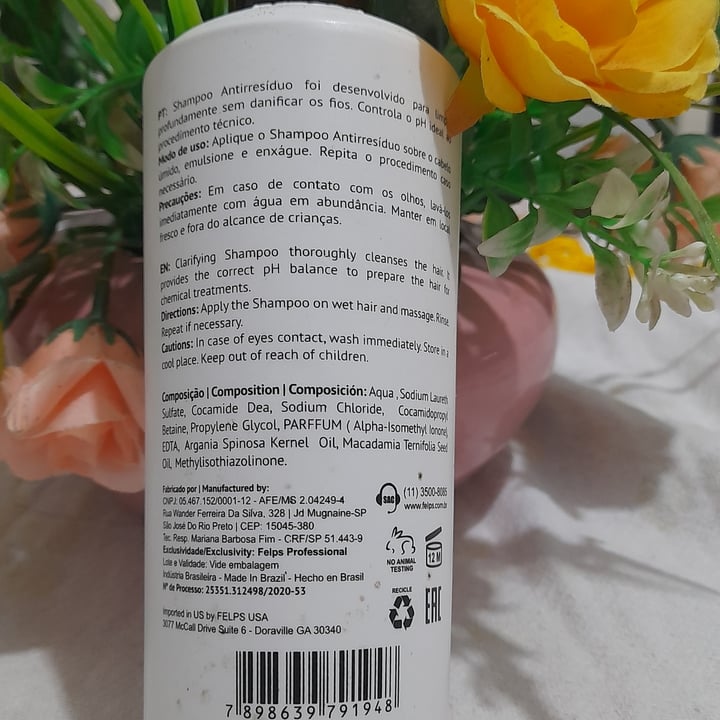 PT: Shampoo Antirresíduo foi desenvolvido para
profundamente sem danificar os fios. Controla o pH ideal
procedimento técnico.
Modo de uso: Aplique o Shampoo Antirresíduo sobre o cabelo
úmido, emulsione e enxágue. Repita o procedimento caso
necessário.
Precauções: Em caso de contato com os olhos, lavá-los
imediatamente com água em abundância. Manter em local
fresco e fora do alcance de crianças.
EN: Clarifying Shampoo thoroughly cleanses the hair. It
provides the correct pH balance to prepare the hair for
chemical treatments.
Directions: Apply the Shampoo on wet hair and massage. Rinse.
Repeat if necessary.
Cautions: In case of eyes contact, wash immediately. Store in a
cool place. Keep out of reach of children.
Composição | Composition | Composición: Aqua , Sodium Laureth
Sulfate, Cocamide Dea, Sodium Chloride, Cocamidopropyl
Betaine, Propylene Glycol, PARFFUM ( Alpha-Isomethyl Ionone)
EDTA, Argania Spinosa Kernel Oil, Macadamia Ternifolia Seed
Oil, Methylisothiazolinone.
Fabricado por | Manufactured by:
CNPJ: 05.467.152/0001-12 - AFE/MS 2.04249-4
Rua Wander Ferreira Da Silva, 328 | Jd Mugnaine-SP
São José Do Rio Preto | CEP: 15045-380
Tec. Resp. Mariana Barbosa Fim - CRF/SP 51.443-9
Exclusividade/Exclusivity: Felps Professional
Lote e Validade: Vide embalagem
Indústria Brasileira - Made In Brazil - Hecho en Brasil
Nº de Processo: 25351.312498/2020-53
Imported in US by FELPS USA
3077 McCall Drive Suite 6 - Doraville GA 30340
SAC
(11) 3500-8085
www.felps.com
NO ANIMAL
TESTING
12 M
RECICLE
EAC
7 898639 791948